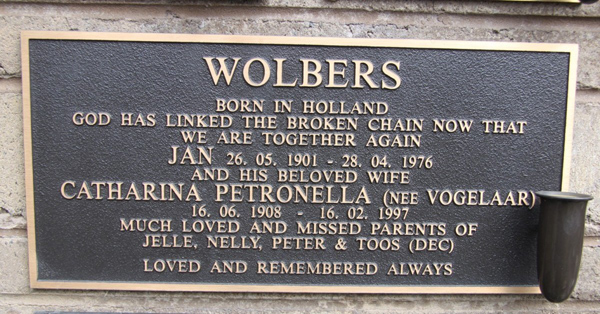 WOLBERS
BORN IN HOLLAND
GOD HAS LINKED THE BROKEN CHAIN NOW THAT
WE ARE TOGETHER AGAIN
JAN 26. 05. 1901 - 28. 04. 1976
AND HIS BELOVED WIFE
CATHARINA PETRONELLA (NEE VOGELAAR)
16. 06. 1908 - 16. 02. 1997
MUCH LOVED AND MISSED PARENTS OF
JELLE, NELLY, PETER & TOOS (DEC)
LOVED AND REMEMBERED ALWAYS